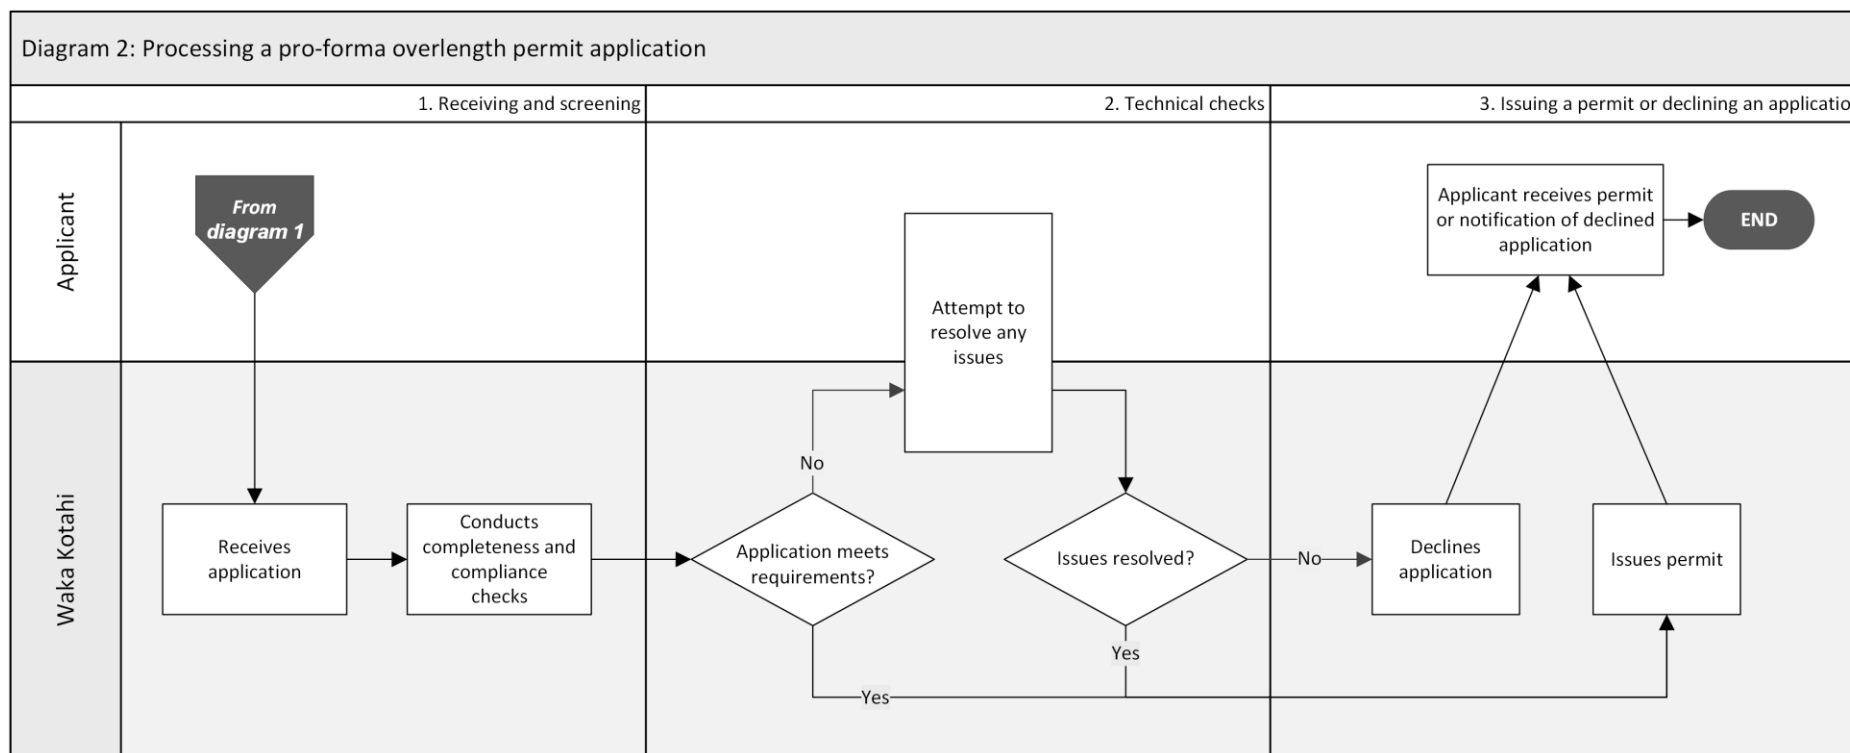 Diagram 2: Processing a pro-forma overlength permit application
1. Receiving and screening
2. Technical checks
3. Issuing a permit or declining an applicatio
Applicant
From
diagram 1
Attempt to
resolve any
issues
Applicant receives permit
or notification of declined
application
END
Waka Kotahi
Receives
application
Conducts
completeness and
compliance
checks
Application meets
requirements?
No
Yes
Issues resolved?
No
Yes
Declines
application
Issues permit